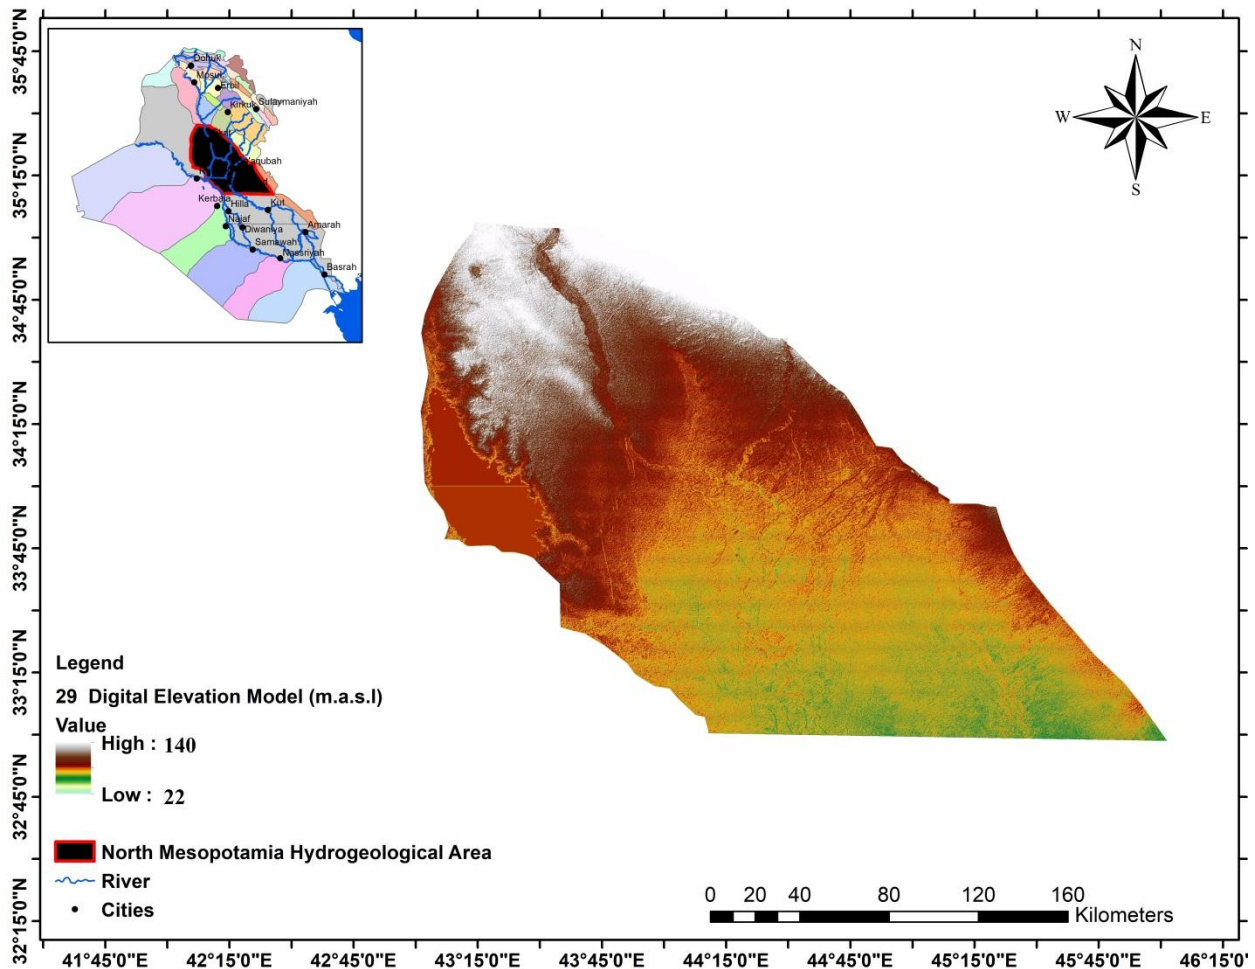 N
W E
S
Dohuk
Mosul
Erbil
Kirkuk
Sulaymaniyah
Kerbala
Hilla
Kut
Najaf
Diwaniya
Amarah
Samawah
Nassriyah
Basrah
35°45'0"N
35°15'0"N
34°45'0"N
34°15'0"N
33°45'0"N
33°15'0"N
32°45'0"N
32°15'0"N
Legend
29 Digital Elevation Model (m.a.s.l)
Value
High : 140
Low : 22
North Mesopotamia Hydrogeological Area
River
Cities
0 20 40 80 120 160
Kilometers
41°45'0"E 42°15'0"E 42°45'0"E 43°15'0"E 43°45'0"E 44°15'0"E 44°45'0"E 45°15'0"E 45°45'0"E 46°15'0"E